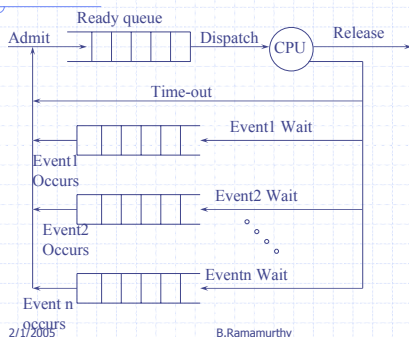 Ready queue
Admit
Dispatch
CPU
Release
Time-out
Event1 Wait
Event1
Occurs
Event2 Wait
Event2
Occurs
Eventn Wait
Event n
occurs
2/1/2005
B.Ramamurthy